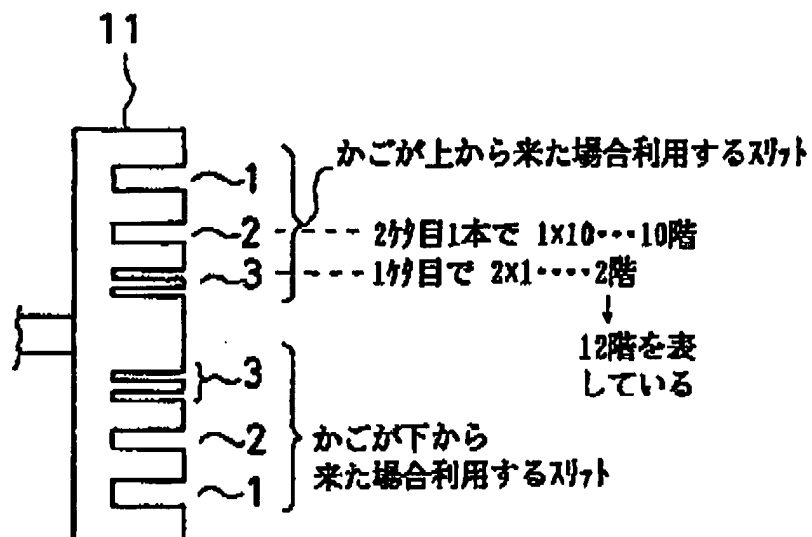 11
かごが上から来た場合利用するスリット
1
2 2ケタ目1本で 1×10・・・10階
3 1ケタ目で 2×1・・・・2階
↓
12階を表
している
3
2
かごが下から
来た場合利用するスリット
1